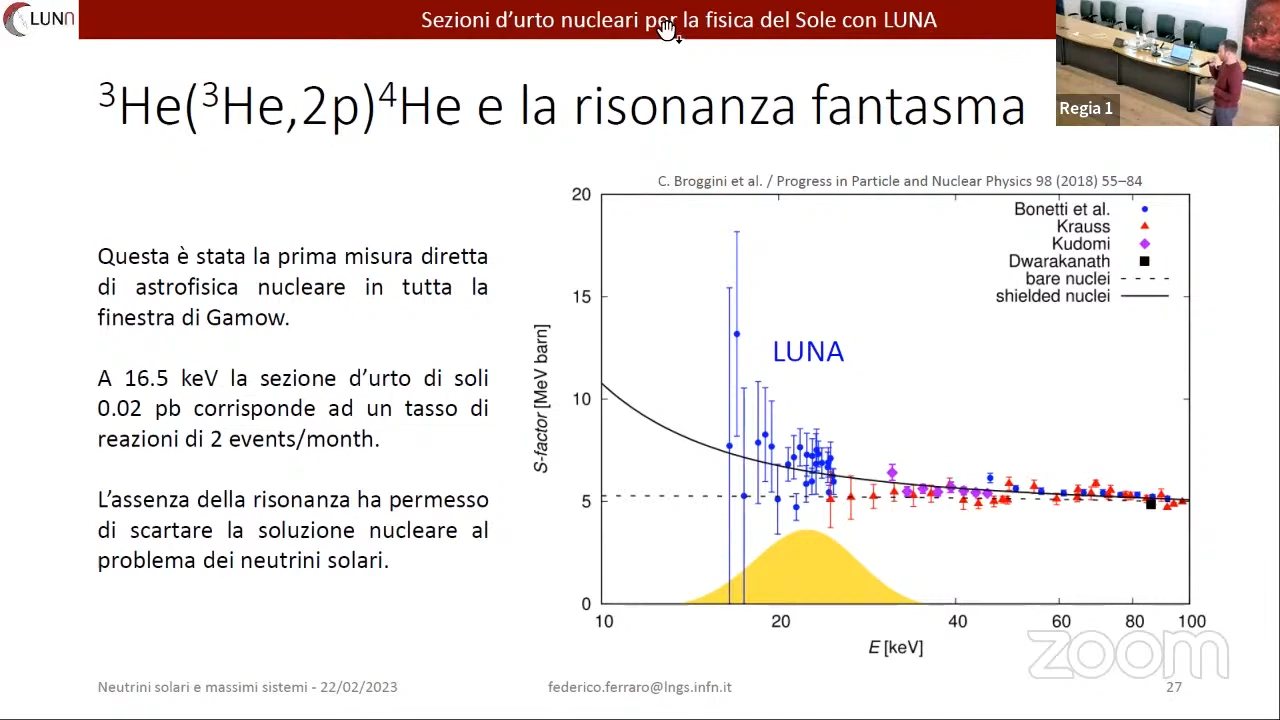 LUNA
Sezioni d'urto nucleari per la fisica del Sole con LUNA
³He(³He,2p)⁴He e la risonanza fantasma
Regia 1
C. Broggini et al. / Progress in Particle and Nuclear Physics 98 (2018) 55–84
Questa è stata la prima misura diretta
di astrofisica nucleare in tutta la
finestra di Gamow.
A 16.5 keV la sezione d'urto di soli
0.02 pb corrisponde ad un tasso di
reazioni di 2 events/month.
L'assenza della risonanza ha permesso
di scartare la soluzione nucleare al
problema dei neutrini solari.
20
15
10
5
0
S-factor [MeV barn]
Bonetti et al.
Krauss
Kudomi
Dwarakanath
bare nuclei
shielded nuclei
LUNA
10 20 40 60 80 100
E [keV]
zoom
Neutrini solari e massimi sistemi - 22/02/2023
federico.ferraro@lngs.infn.it
27